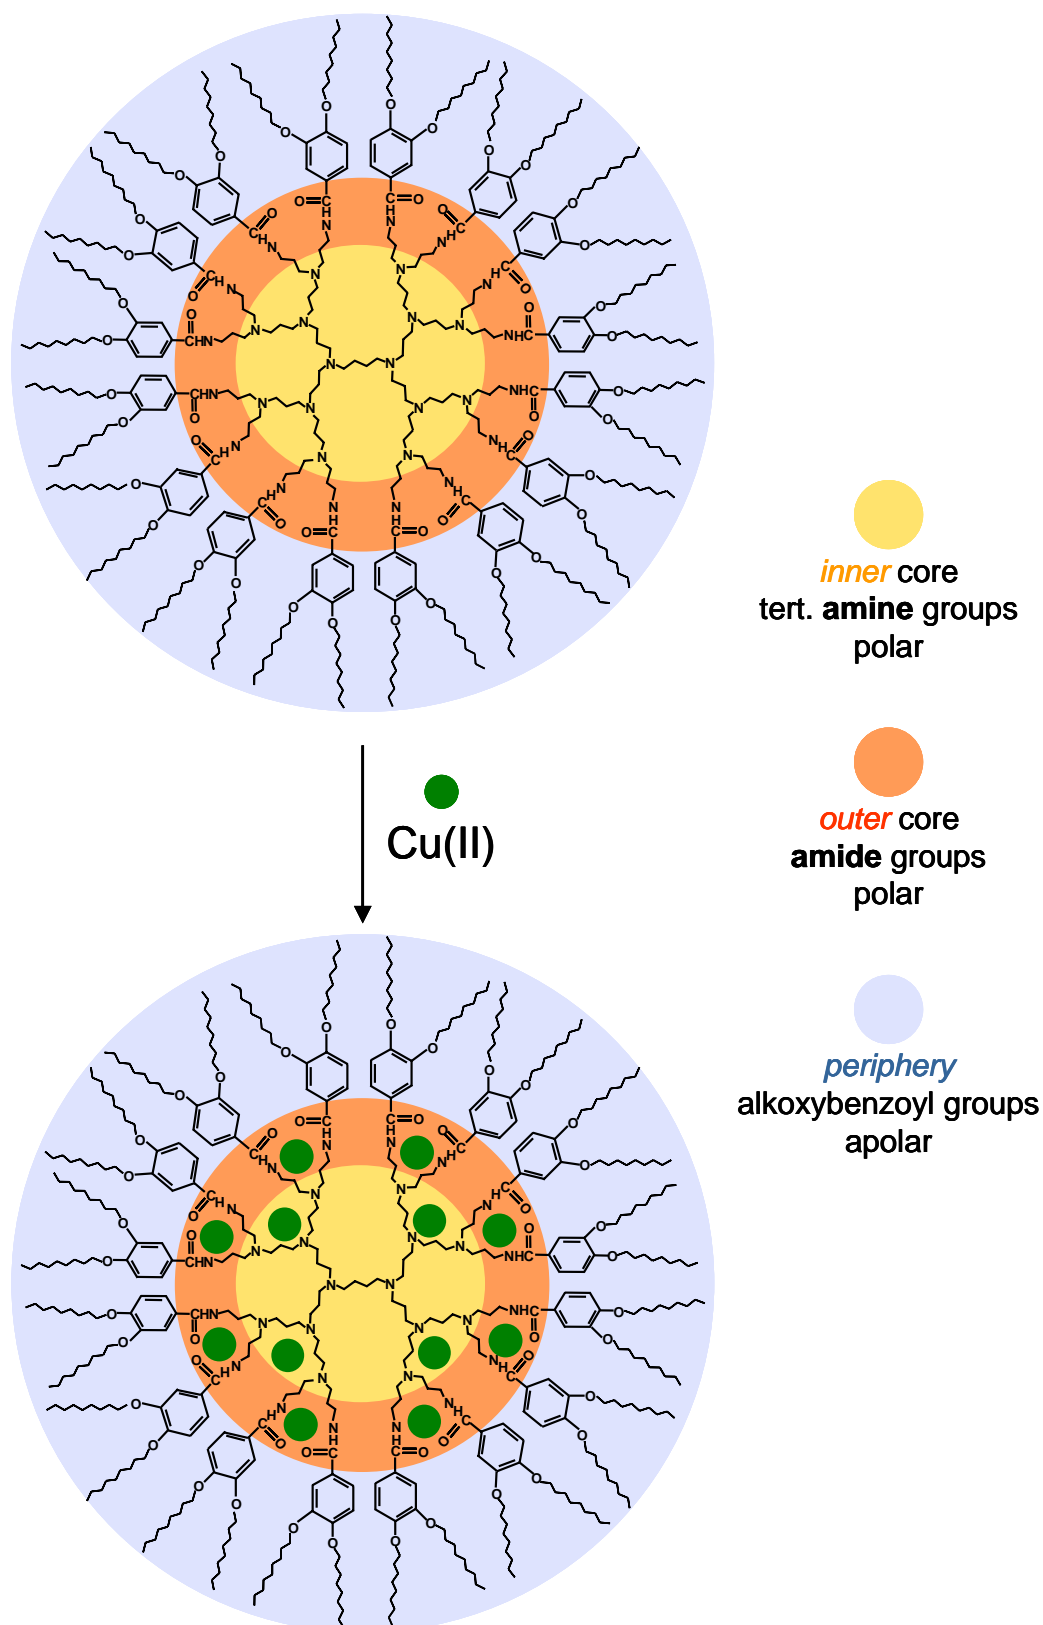 inner core
tert. amine groups
polar
Cu(II)
outer core
amide groups
polar
periphery
alkoxybenzoyl groups
apolar